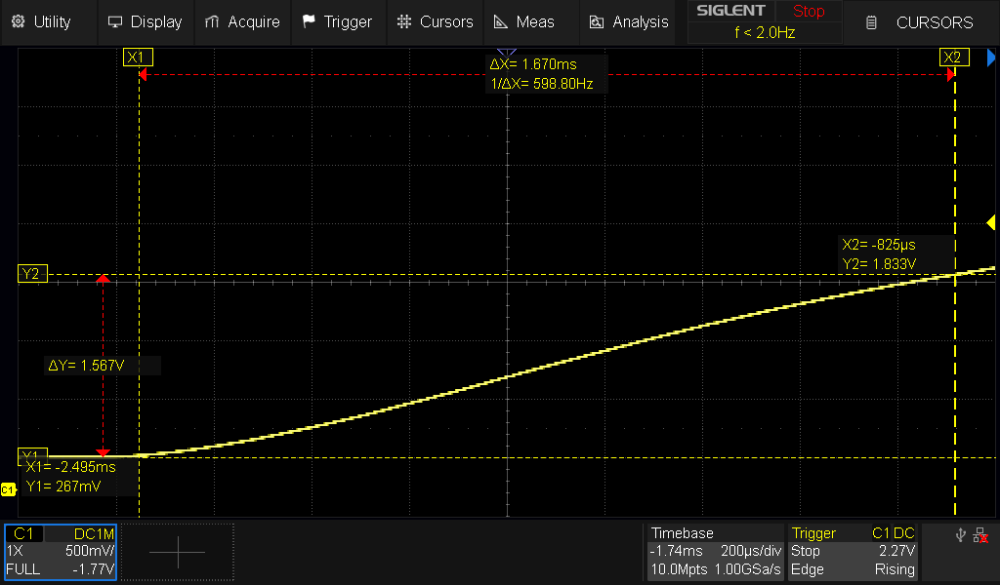 Utility Display Acquire Trigger Cursors Meas Analysis SIGLENT Stop CURSORS
f < 2.0Hz
X1 X2
ΔX= 1.670ms
1/ΔX= 598.80Hz
X2= -825µs
Y2= 1.833V
Y2
ΔY= 1.567V
X1= -2.495ms
Y1= 267mV
C1
C1 DC1M
1X 500mV/
FULL -1.77V
Timebase
-1.74ms 200µs/div
10.0Mpts 1.00GSa/s
Trigger C1 DC
Stop 2.27V
Edge Rising